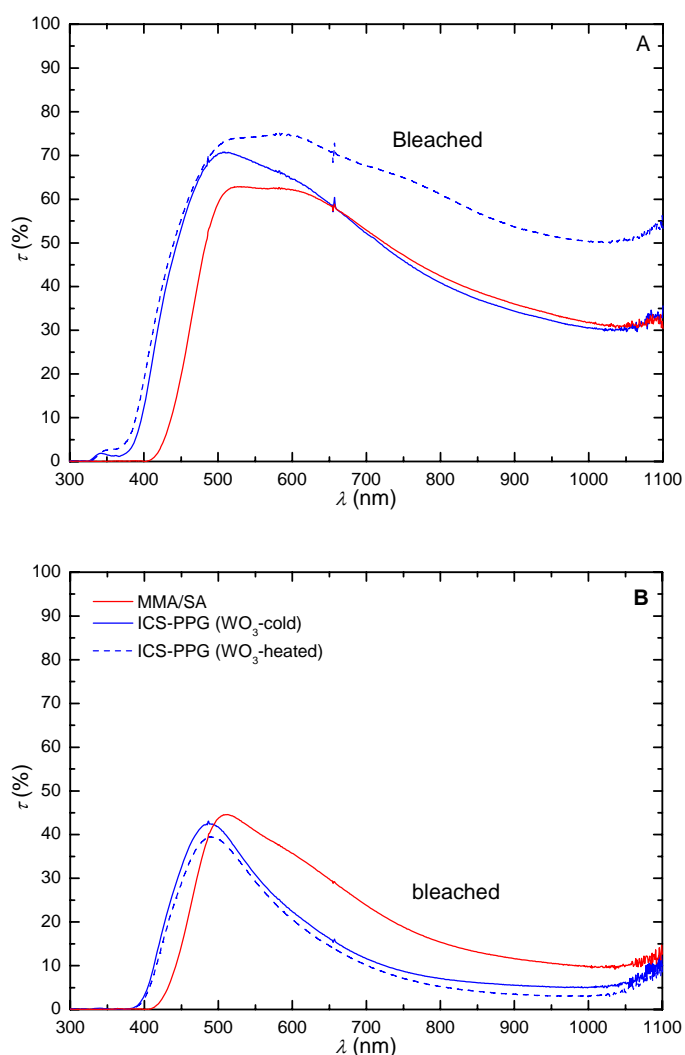 100
A
90
80
Bleached
70
60
50
τ (%)
40
30
20
10
0
300 400 500 600 700 800 900 1000 1100
λ (nm)
100
B
MMA/SA
90
ICS-PPG (WO3-cold)
80
ICS-PPG (WO3-heated)
70
60
50
τ (%)
40
30
bleached
20
10
0
300 400 500 600 700 800 900 1000 1100
λ (nm)